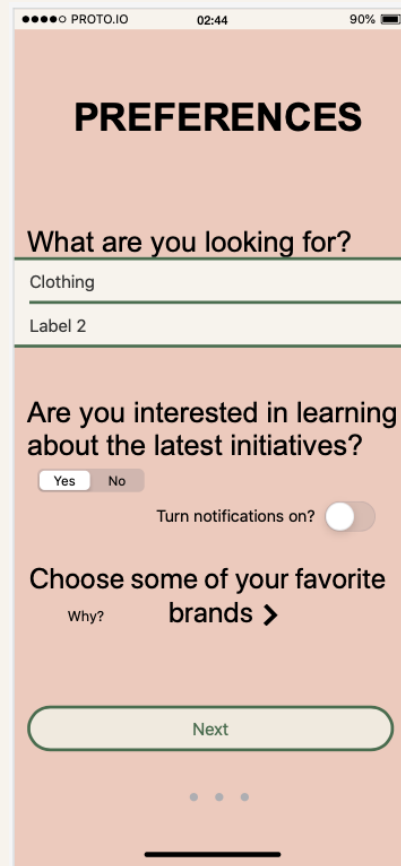 PROTO.IO 02:44 90%
PREFERENCES
What are you looking for?
Clothing
Label 2
Are you interested in learning
about the latest initiatives?
Yes No
Turn notifications on?
Choose some of your favorite
Why? brands
Next